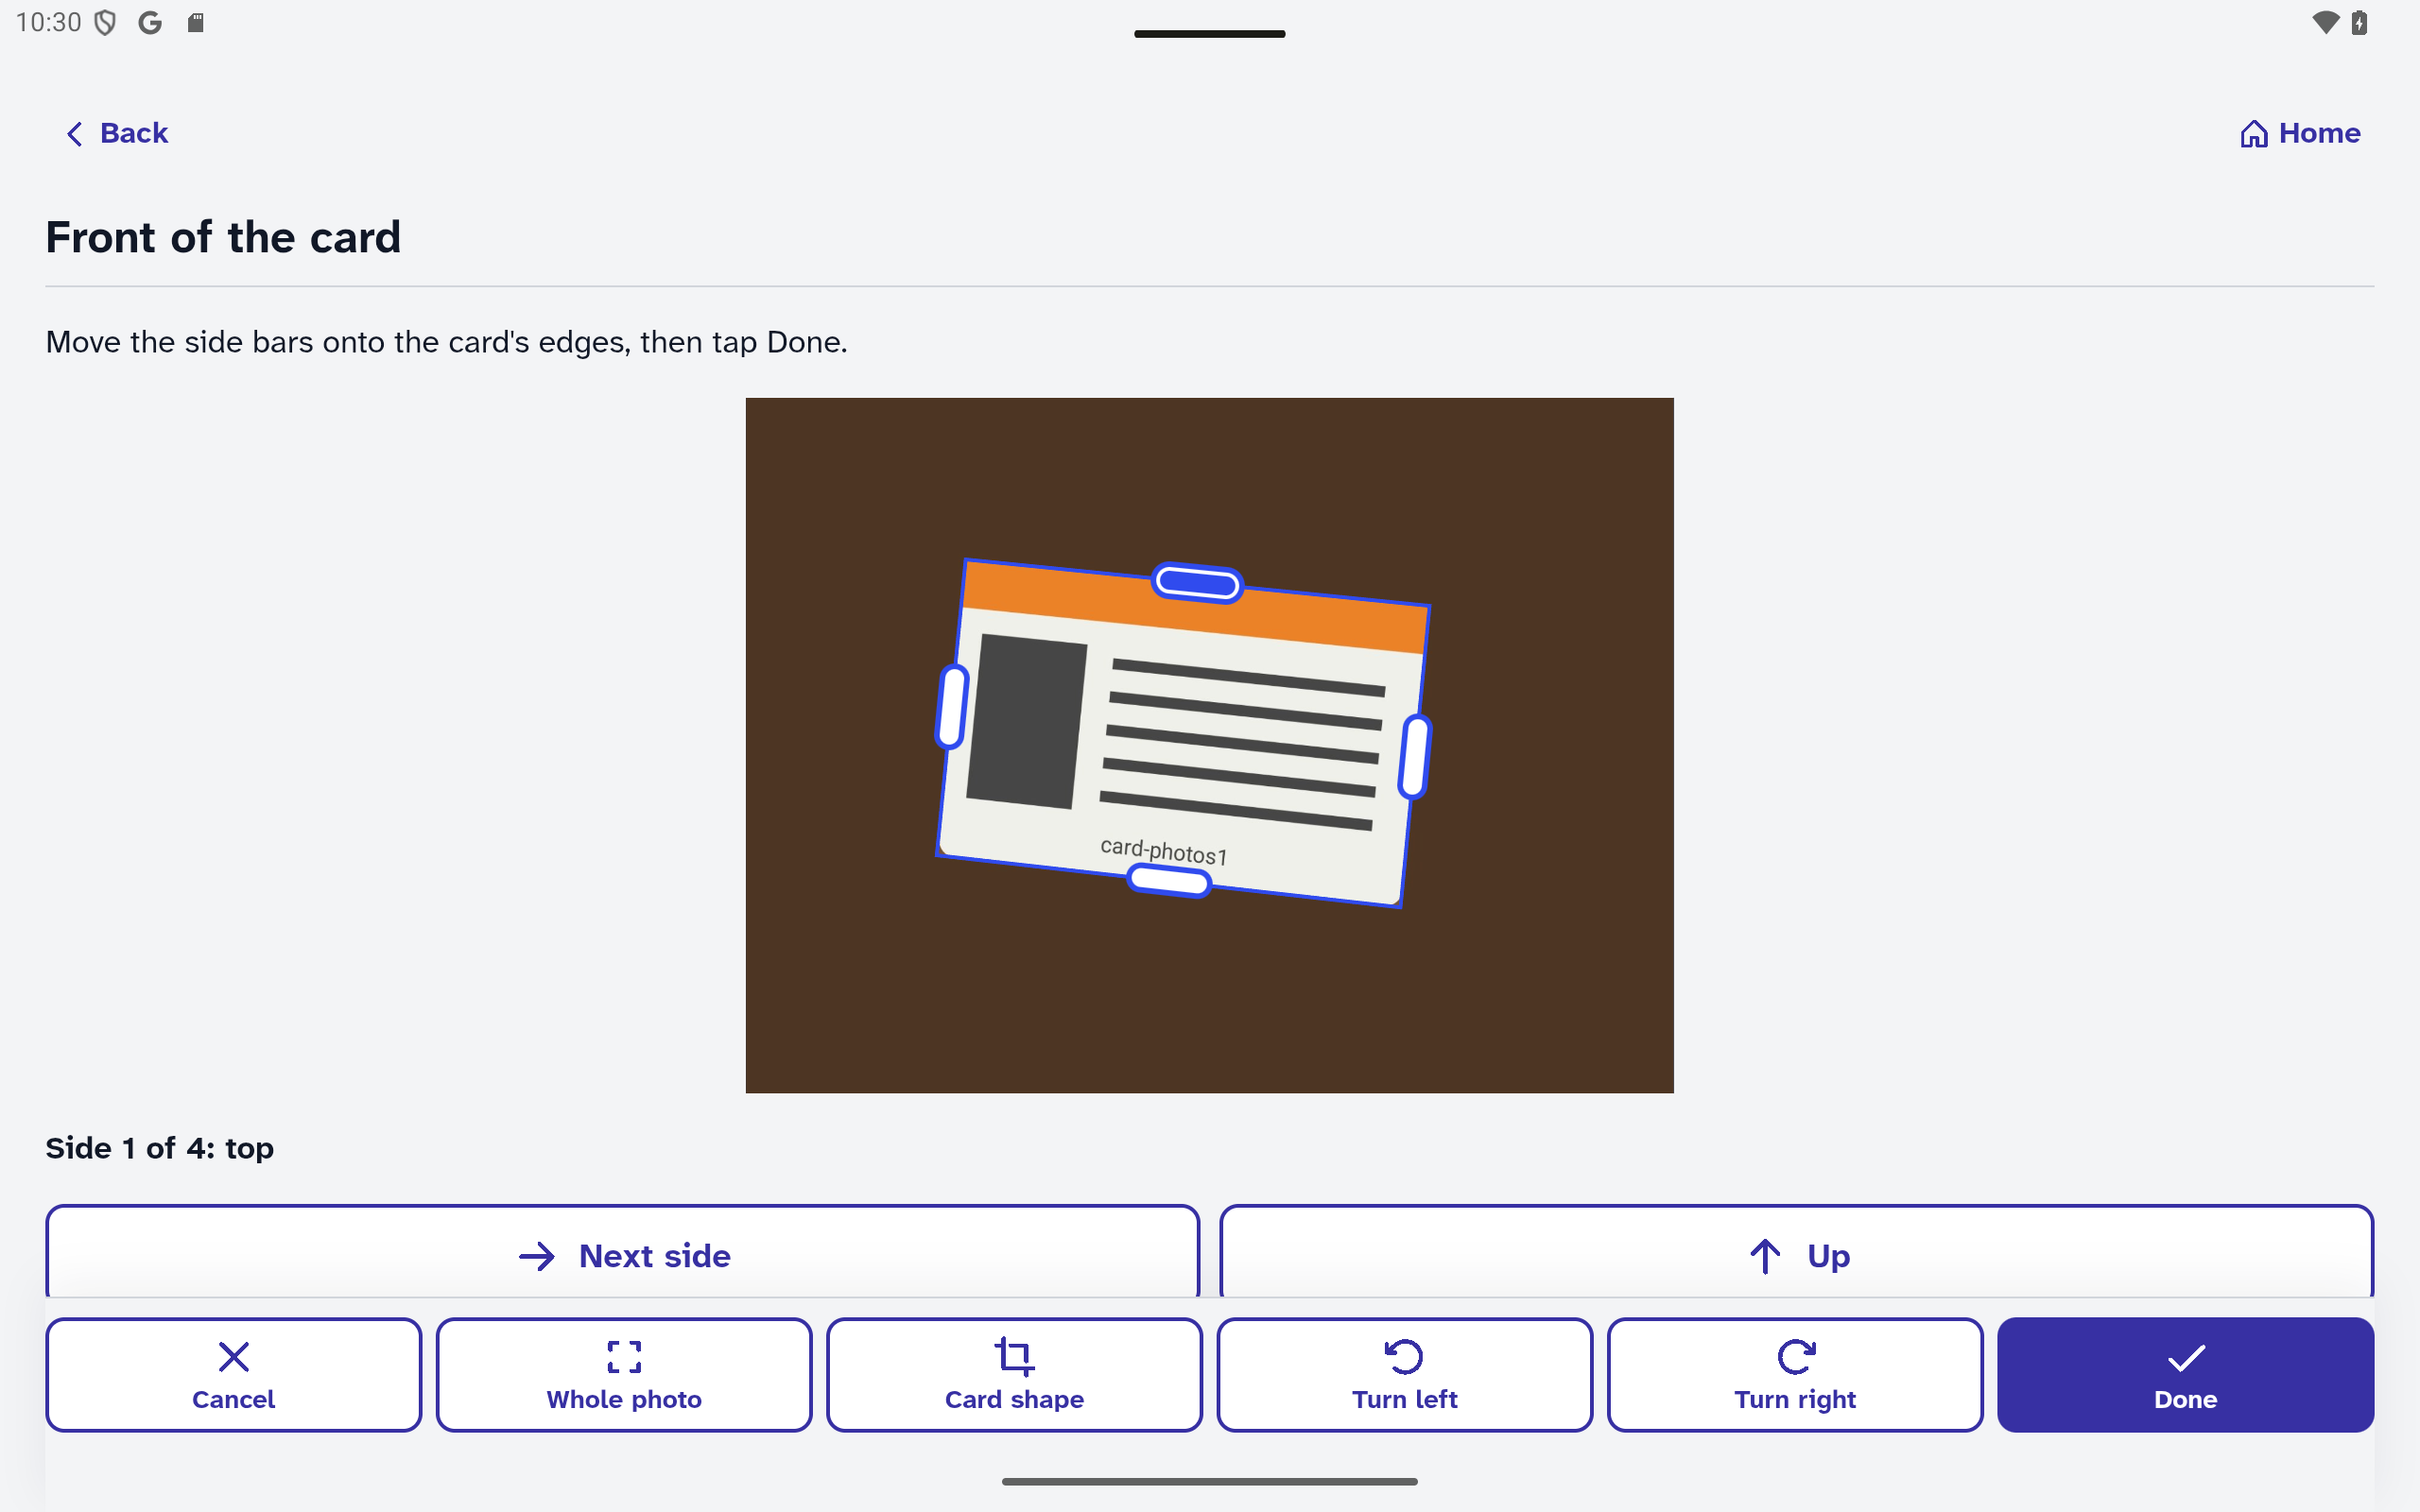 10:30
Back
Home
Front of the card
Move the side bars onto the card's edges, then tap Done.
card-photos1
Side 1 of 4: top
Next side
Up
Cancel
Whole photo
Card shape
Turn left
Turn right
Done